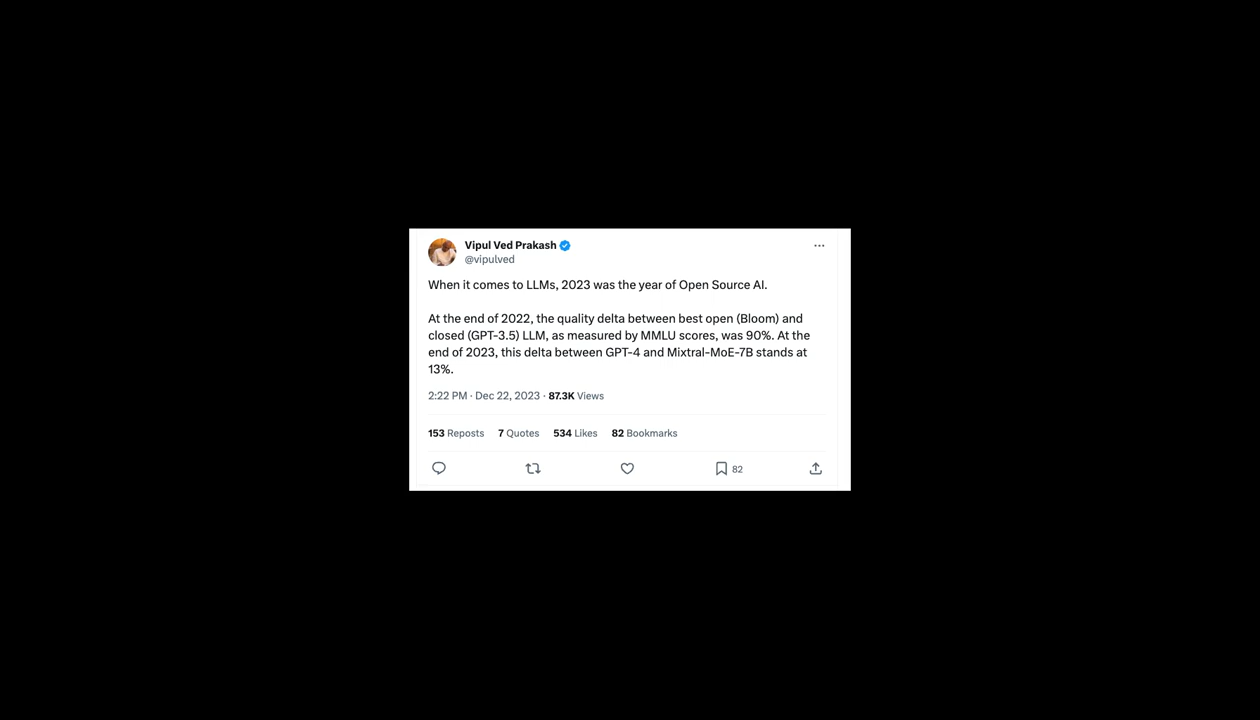 Vipul Ved Prakash
@vipulved
When it comes to LLMs, 2023 was the year of Open Source AI.
At the end of 2022, the quality delta between best open (Bloom) and
closed (GPT-3.5) LLM, as measured by MMLU scores, was 90%. At the
end of 2023, this delta between GPT-4 and Mixtral-MoE-7B stands at
13%.
2:22 PM · Dec 22, 2023 · 87.3K Views
153 Reposts 7 Quotes 534 Likes 82 Bookmarks
82